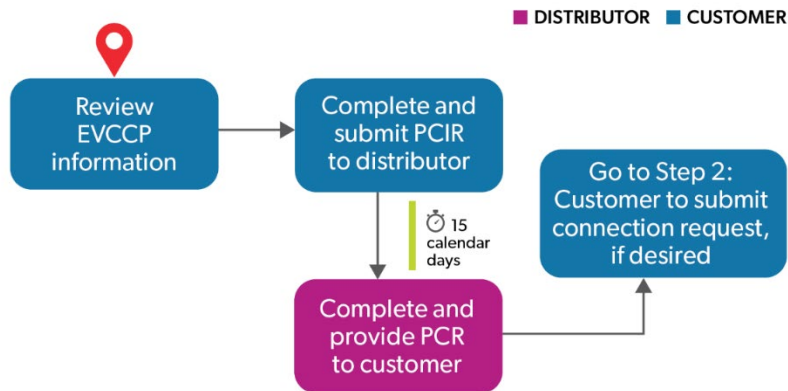 DISTRIBUTOR CUSTOMER
Review
EVCCP
information
Complete and
submit PCIR
to distributor
Go to Step 2:
Customer to submit
connection request,
if desired
15
calendar
days
Complete and
provide PCR
to customer